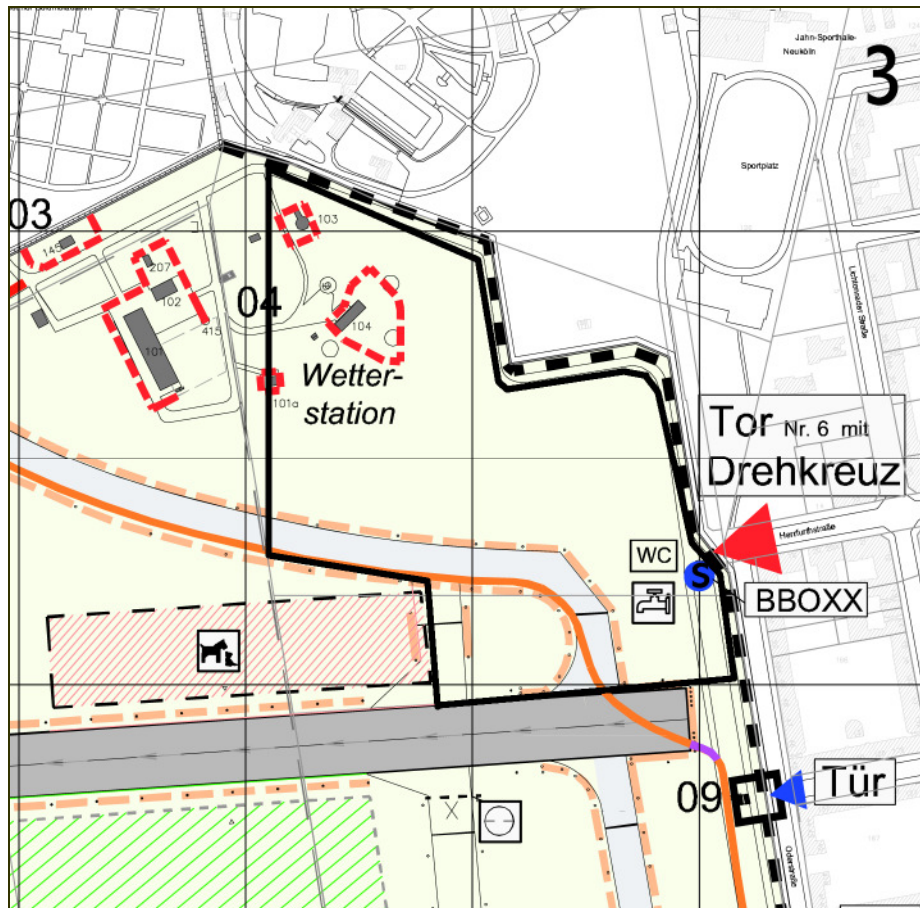 Jahn-Sporthalle-
Neuköln
3
Sportplatz
03
145
207
102
103
04
415
104
101
101a
Wetter-
station
Lichtenrader Straße
Tor Nr. 6 mit
Drehkreuz
Herrfurthstraße
WC
S
BBOXX
09
Tür
X
Oderstraße